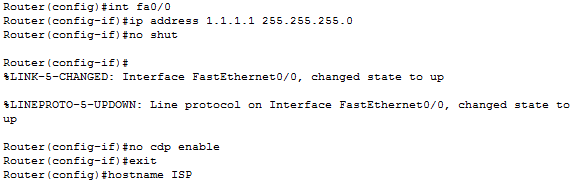 Router(config)#int fa0/0
Router(config-if)#ip address 1.1.1.1 255.255.255.0
Router(config-if)#no shut
Router(config-if)#
%LINK-5-CHANGED: Interface FastEthernet0/0, changed state to up
%LINEPROTO-5-UPDOWN: Line protocol on Interface FastEthernet0/0, changed state to
up
Router(config-if)#no cdp enable
Router(config-if)#exit
Router(config)#hostname ISP